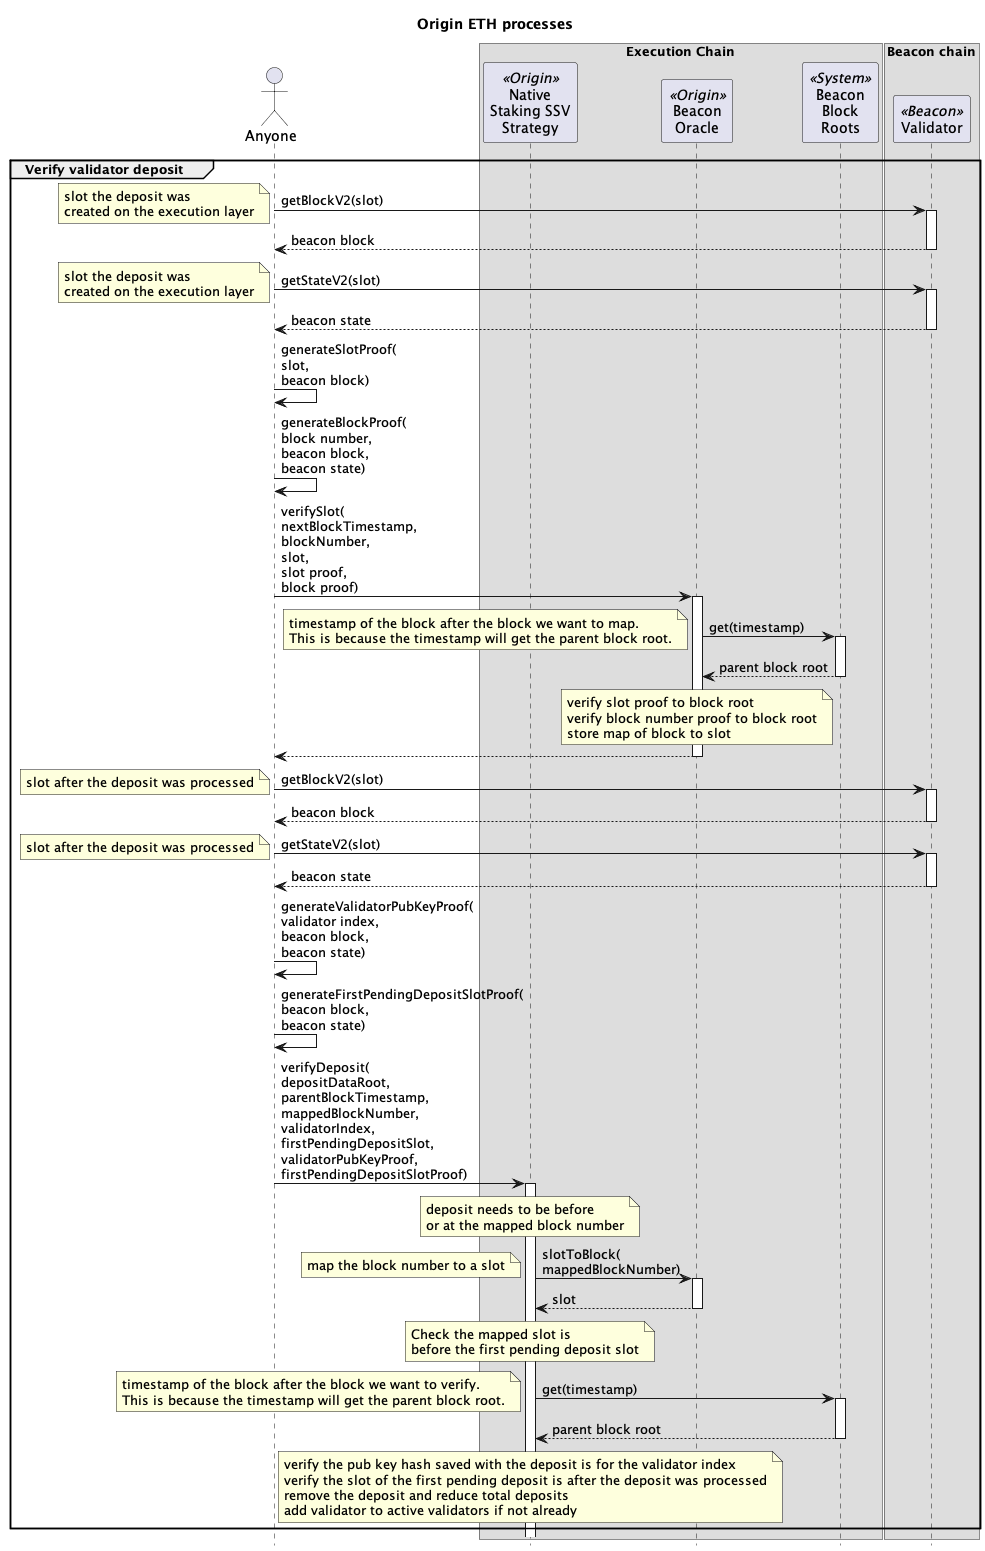 Origin ETH processes
Execution Chain
Beacon chain
Anyone
«Origin»
Native
Staking SSV
Strategy
«Origin»
Beacon
Oracle
«System»
Beacon
Block
Roots
«Beacon»
Validator
Verify validator deposit
slot the deposit was
created on the execution layer
getBlockV2(slot)
beacon block
slot the deposit was
created on the execution layer
getStateV2(slot)
beacon state
generateSlotProof(
slot,
beacon block)
generateBlockProof(
block number,
beacon block,
beacon state)
verifySlot(
nextBlockTimestamp,
blockNumber,
slot,
slot proof,
block proof)
timestamp of the block after the block we want to map.
This is because the timestamp will get the parent block root.
get(timestamp)
parent block root
verify slot proof to block root
verify block number proof to block root
store map of block to slot
slot after the deposit was processed
getBlockV2(slot)
beacon block
slot after the deposit was processed
getStateV2(slot)
beacon state
generateValidatorPubKeyProof(
validator index,
beacon block,
beacon state)
generateFirstPendingDepositSlotProof(
beacon block,
beacon state)
verifyDeposit(
depositDataRoot,
parentBlockTimestamp,
mappedBlockNumber,
validatorIndex,
firstPendingDepositSlot,
validatorPubKeyProof,
firstPendingDepositSlotProof)
deposit needs to be before
or at the mapped block number
map the block number to a slot
slotToBlock(
mappedBlockNumber)
slot
Check the mapped slot is
before the first pending deposit slot
timestamp of the block after the block we want to verify.
This is because the timestamp will get the parent block root.
get(timestamp)
parent block root
verify the pub key hash saved with the deposit is for the validator index
verify the slot of the first pending deposit is after the deposit was processed
remove the deposit and reduce total deposits
add validator to active validators if not already